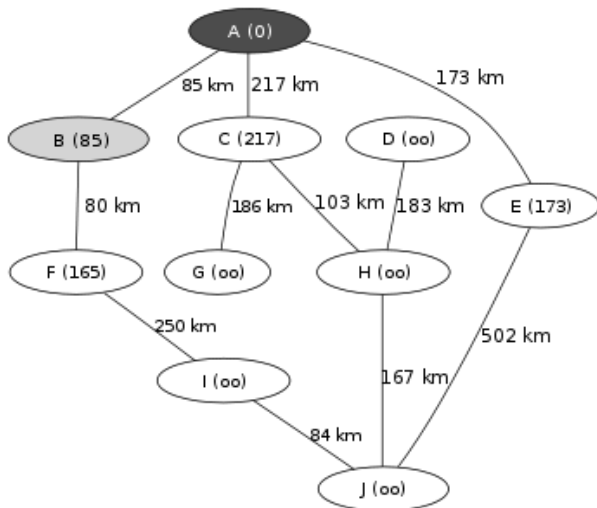 A (0)
85 km
217 km
173 km
B (85)
C (217)
D (oo)
80 km
186 km
103 km
183 km
E (173)
F (165)
G (oo)
H (oo)
250 km
502 km
I (oo)
167 km
84 km
J (oo)